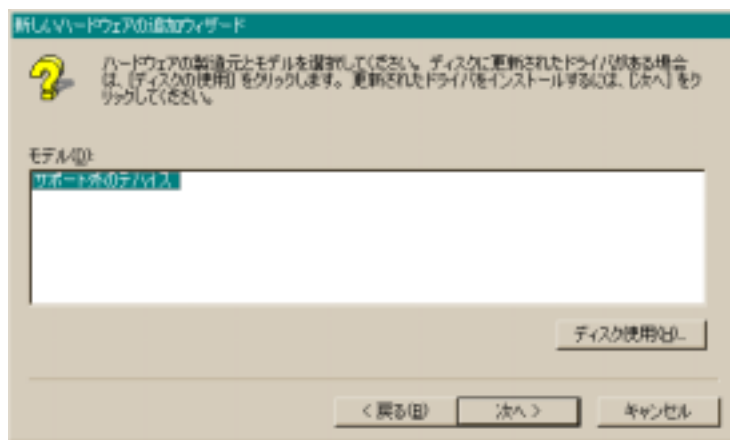 新しいハードウェアの追加ウィザード
ハードウェアの製造元とモデルを選択してください。ディスクに更新されたドライバがある場合
は、[ディスクの使用] をクリックします。 更新されたドライバをインストールするには、[次へ] をク
リックしてください。
モデル(D):
サポート外のデバイス
ディスク使用(H)...
< 戻る(B)
次へ >
キャンセル